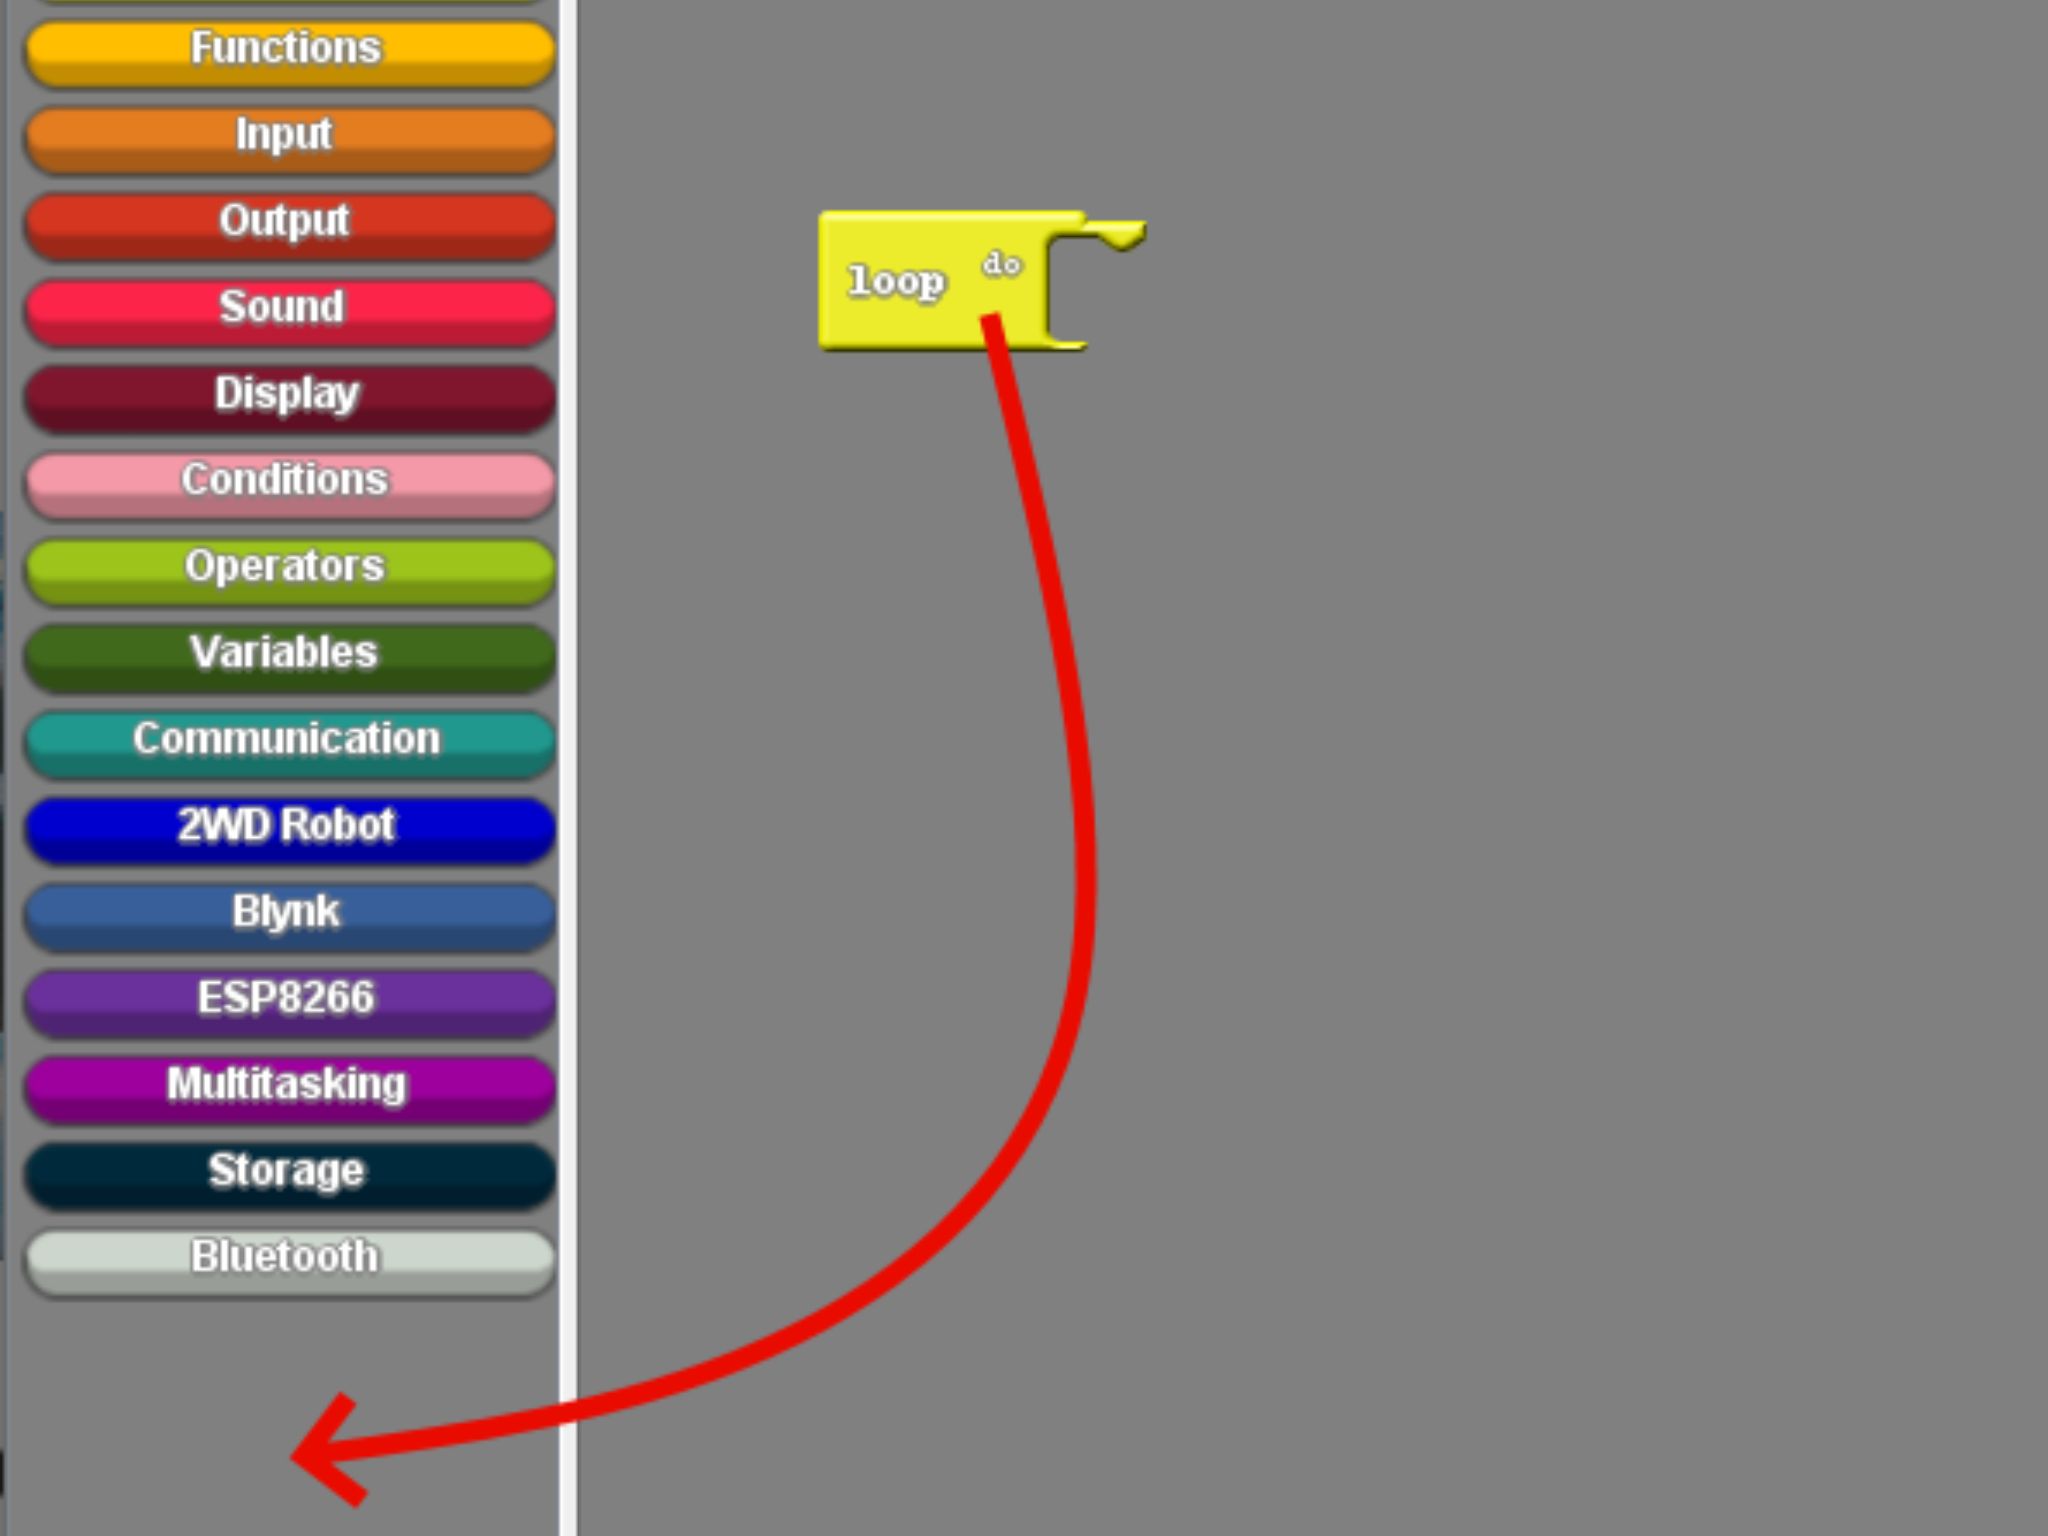 Functions
Input
Output
Sound
Display
Conditions
Operators
Variables
Communication
2WD Robot
Blynk
ESP8266
Multitasking
Storage
Bluetooth
loop do